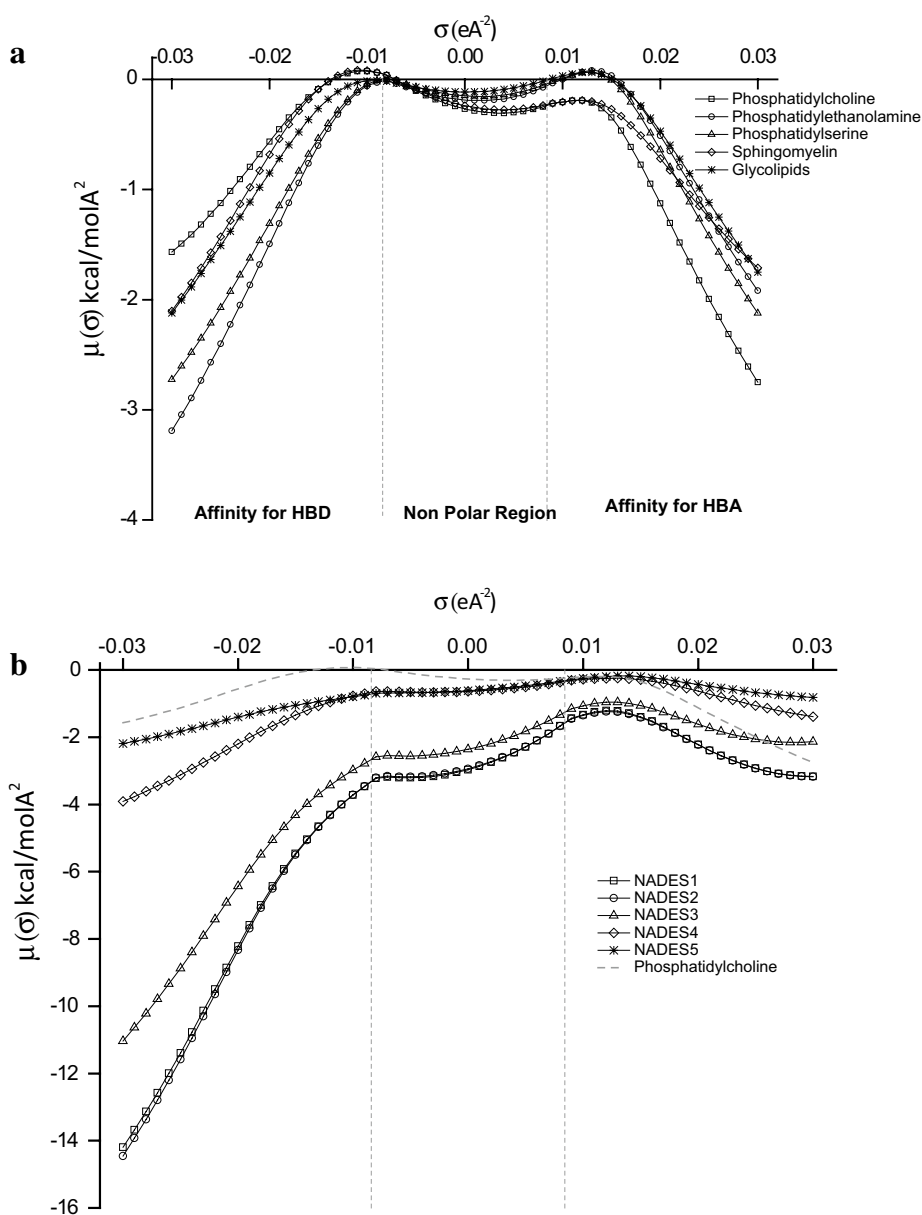 a
σ(eA-2)
-0.03 -0.02 -0.01 0.00 0.01 0.02 0.03
0
-1
-2
-3
-4
μ(σ) kcal/molA2
Phosphatidylcholine
Phosphatidylethanolamine
Phosphatidylserine
Sphingomyelin
Glycolipids
Affinity for HBD Non Polar Region Affinity for HBA
b
σ(eA-2)
-0.03 -0.02 -0.01 0.00 0.01 0.02 0.03
0
-2
-4
-6
-8
-10
-12
-14
-16
μ(σ) kcal/molA2
NADES1
NADES2
NADES3
NADES4
NADES5
Phosphatidylcholine